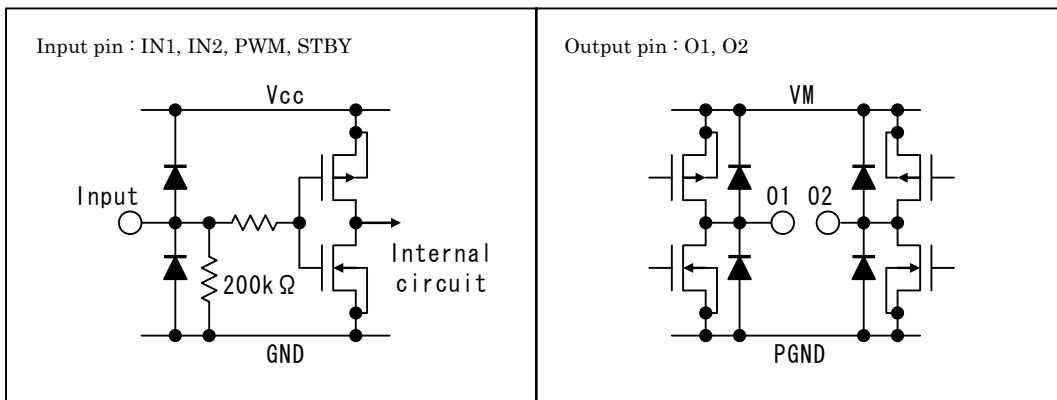 Input pin : IN1, IN2, PWM, STBY
Vcc
Input
Internal
circuit
200kΩ
GND
Output pin : O1, O2
VM
O1 O2
PGND